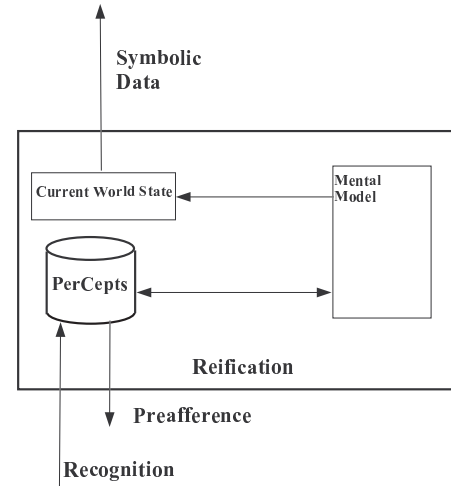 Symbolic
Data
Current World State
Mental
Model
PerCepts
Reification
Preafference
Recognition